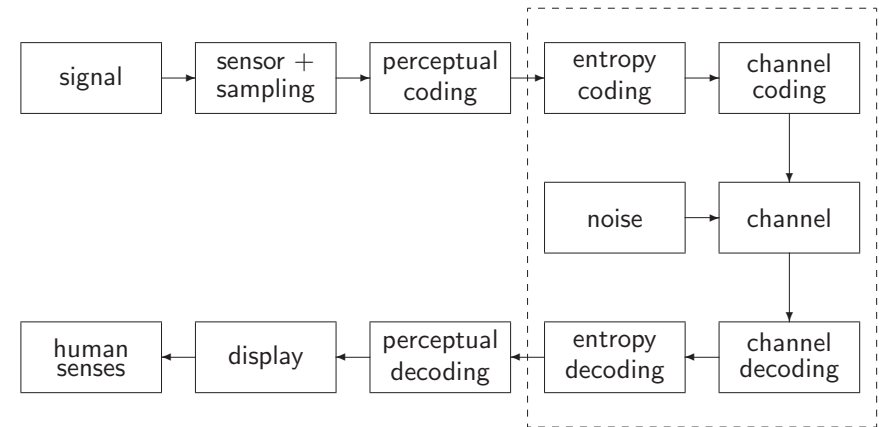 signal
sensor +
sampling
perceptual
coding
entropy
coding
channel
coding
noise
channel
human
senses
display
perceptual
decoding
entropy
decoding
channel
decoding